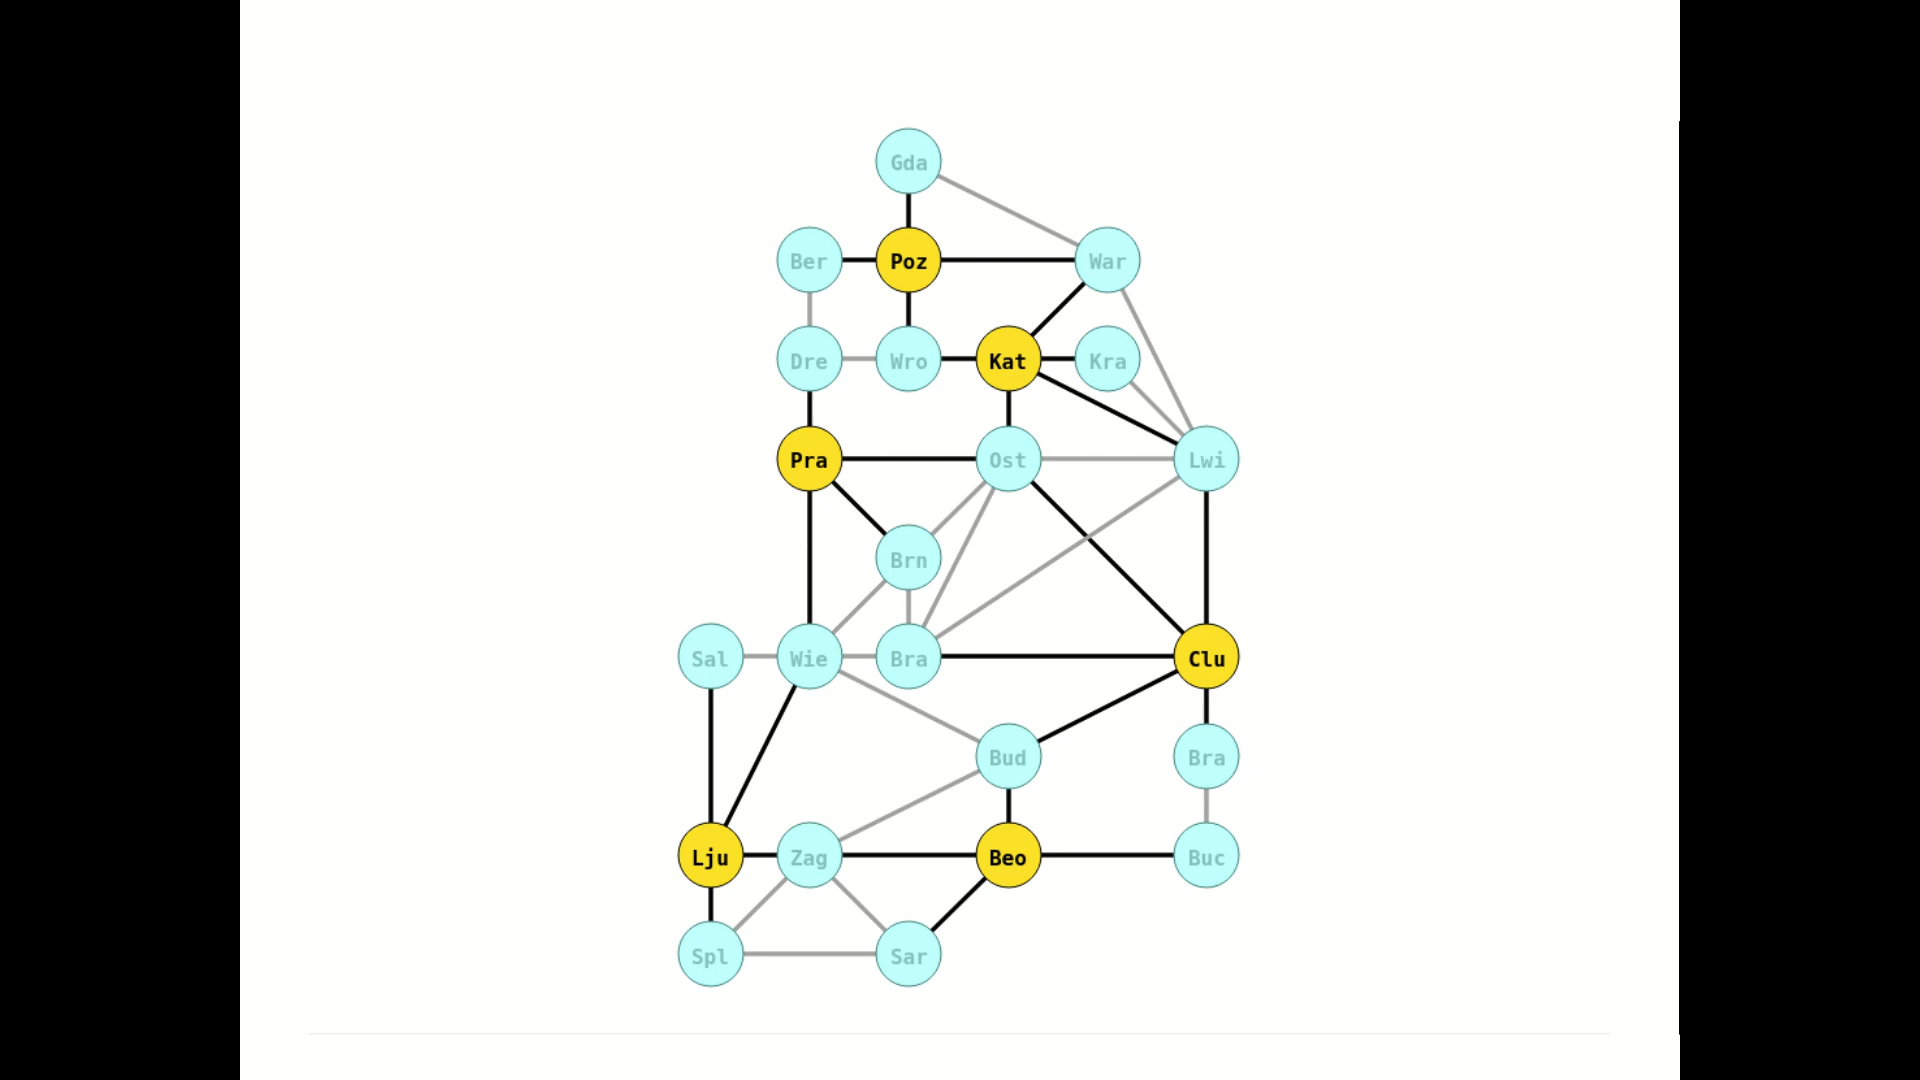 Gda
Ber Poz War
Dre Wro Kat Kra
Pra Ost Lwi
Brn
Sal Wie Bra Clu
Bud Bra
Lju Zag Beo Buc
Spl Sar